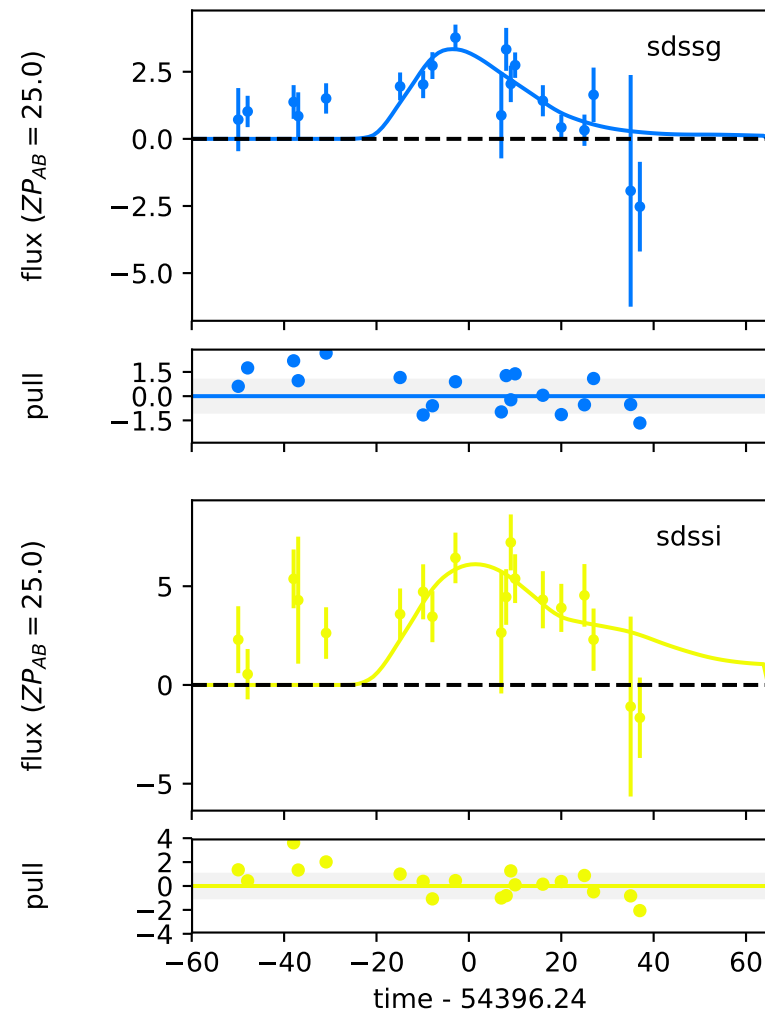 sdssg
flux (ZP_AB = 25.0)
2.5
0.0
−2.5
−5.0
pull
1.5
0.0
−1.5
sdssi
flux (ZP_AB = 25.0)
5
0
−5
pull
4
2
0
−2
−4
−60 −40 −20 0 20 40 60
time - 54396.24